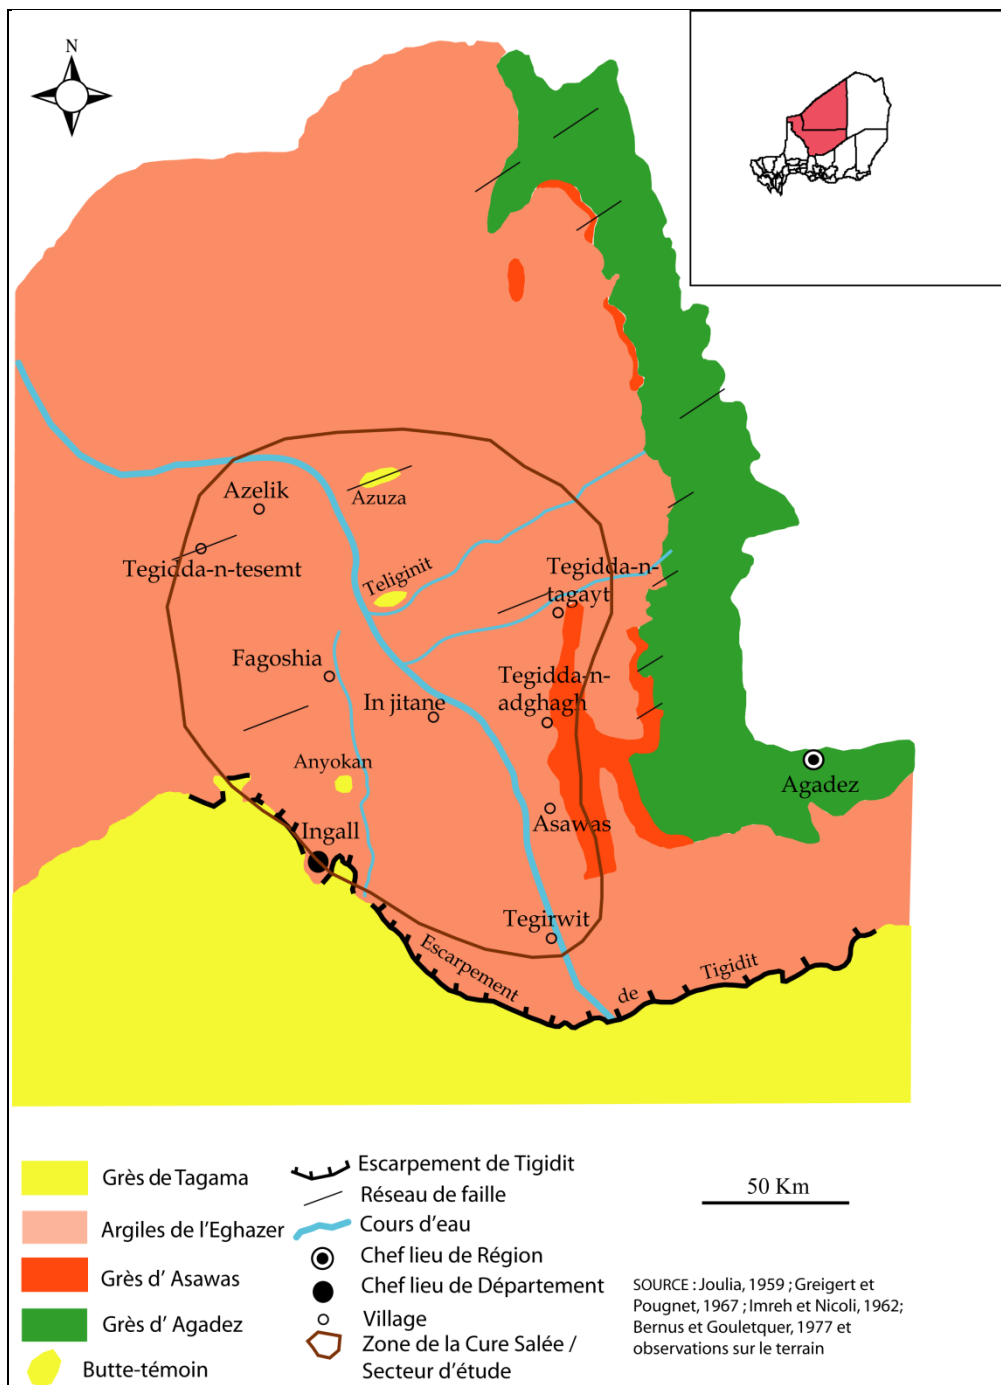 N
Azelik
Azuza
Tegidda-n-tesemt
Teliginit
Tegidda-n-
tagayt
Fagoshia
Tegidda-n-
adghagh
In jitane
Anyokan
Agadez
Ingall
Asawas
Tegirwit
Escarpement
de
Tigidit
Grès de Tagama
Argiles de l'Eghazer
Grès d' Asawas
Grès d' Agadez
Butte-témoin
Escarpement de Tigidit
Réseau de faille
Cours d'eau
Chef lieu de Région
Chef lieu de Département
Village
Zone de la Cure Salée /
Secteur d'étude
50 Km
SOURCE : Joulia, 1959 ; Greigert et
Pougnet, 1967 ; Imreh et Nicoli, 1962;
Bernus et Gouletquer, 1977 et
observations sur le terrain